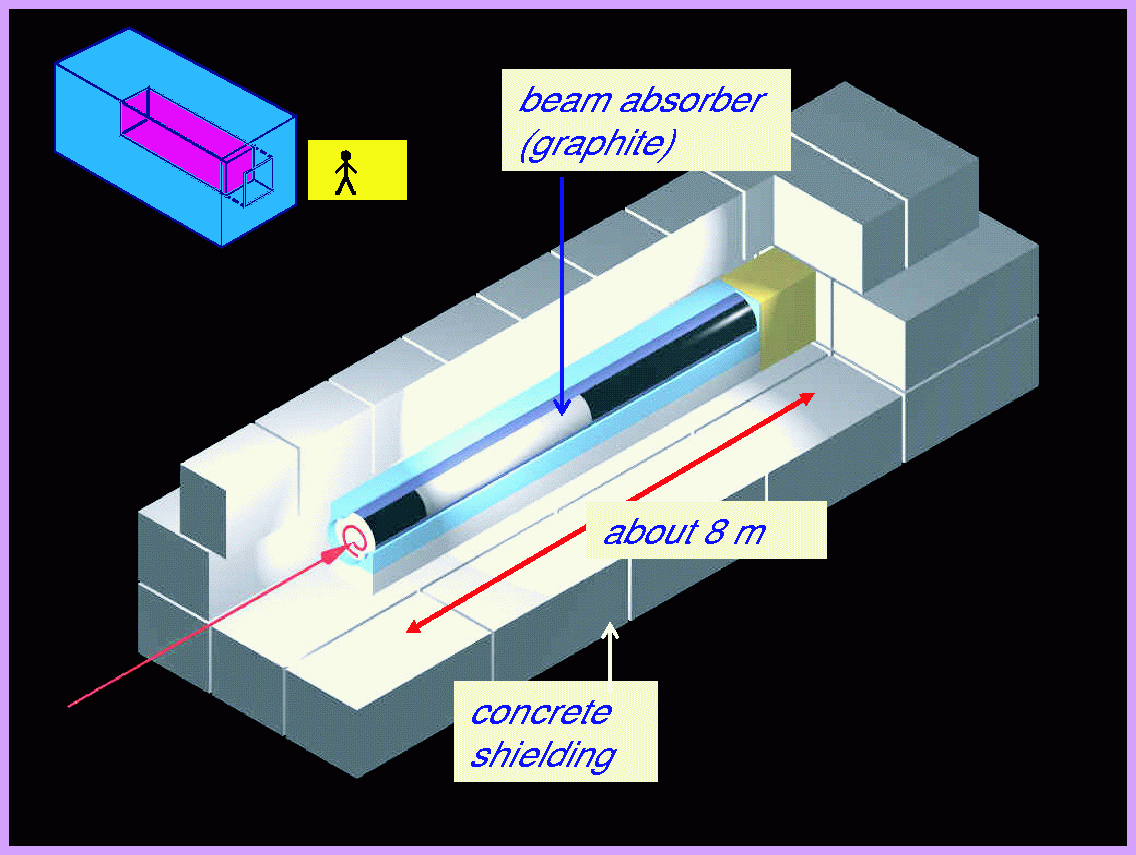 beam absorber
(graphite)
about 8 m
concrete
shielding